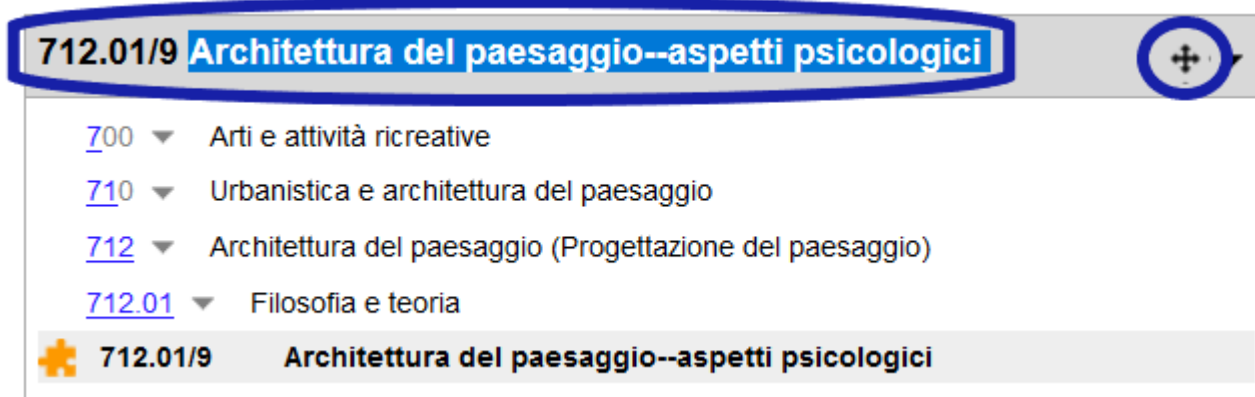 712.01/9 Architettura del paesaggio--aspetti psicologici
700 Arti e attività ricreative
710 Urbanistica e architettura del paesaggio
712 Architettura del paesaggio (Progettazione del paesaggio)
712.01 Filosofia e teoria
712.01/9 Architettura del paesaggio--aspetti psicologici